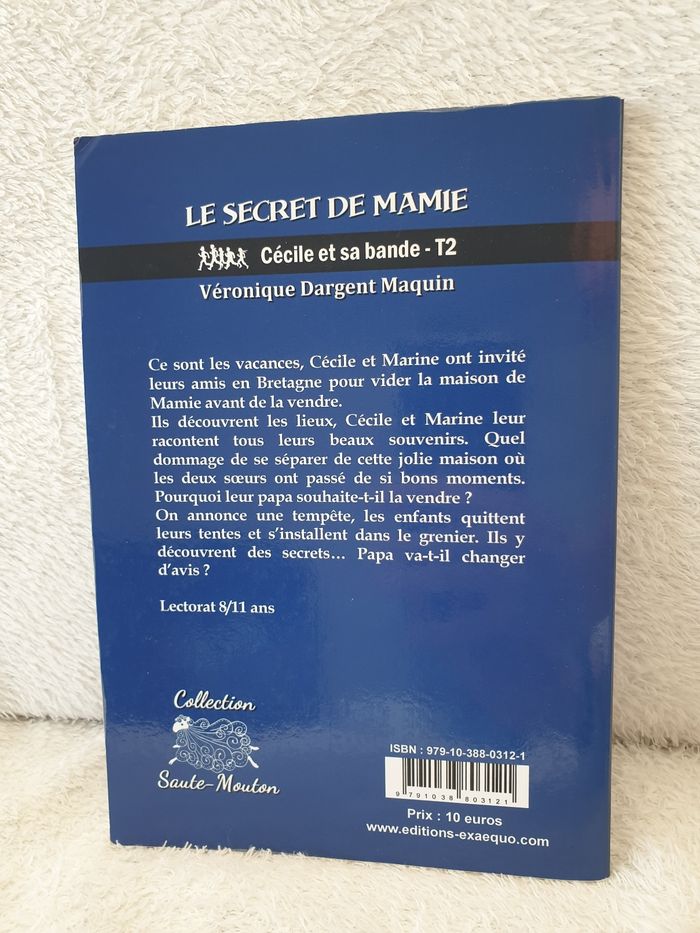 LE SECRET DE MAMIE
Cécile et sa bande - T2
Véronique Dargent Maquin
Ce sont les vacances, Cécile et Marine ont invité
leurs amis en Bretagne pour vider la maison de
Mamie avant de la vendre.
Ils découvrent les lieux, Cécile et Marine leur
racontent tous leurs beaux souvenirs. Quel
dommage de se séparer de cette jolie maison où
les deux sœurs ont passé de si bons moments.
Pourquoi leur papa souhaite-t-il la vendre ?
On annonce une tempête, les enfants quittent
leurs tentes et s’installent dans le grenier. Ils y
découvrent des secrets… Papa va-t-il changer
d’avis ?
Lectorat 8/11 ans
Collection
Saute-Mouton
ISBN : 979-10-388-0312-1
9 791038 803121
Prix : 10 euros
www.editions-exaequo.com